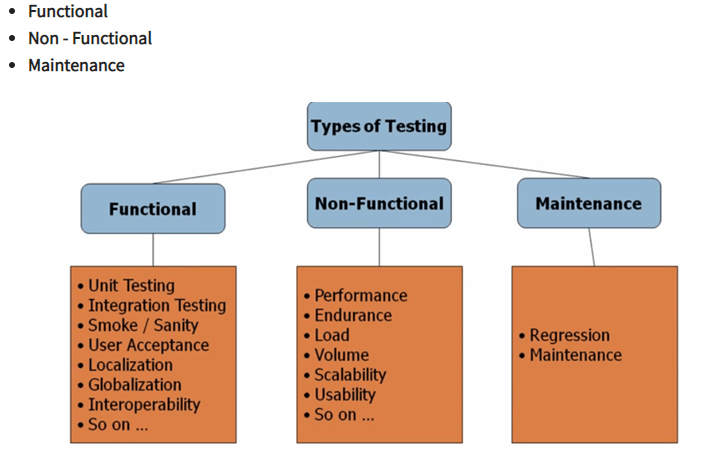 • Functional
• Non - Functional
• Maintenance
Types of Testing
Functional
Non-Functional
Maintenance
• Unit Testing
• Integration Testing
• Smoke / Sanity
• User Acceptance
• Localization
• Globalization
• Interoperability
• So on ...
• Performance
• Endurance
• Load
• Volume
• Scalability
• Usability
• So on ...
• Regression
• Maintenance